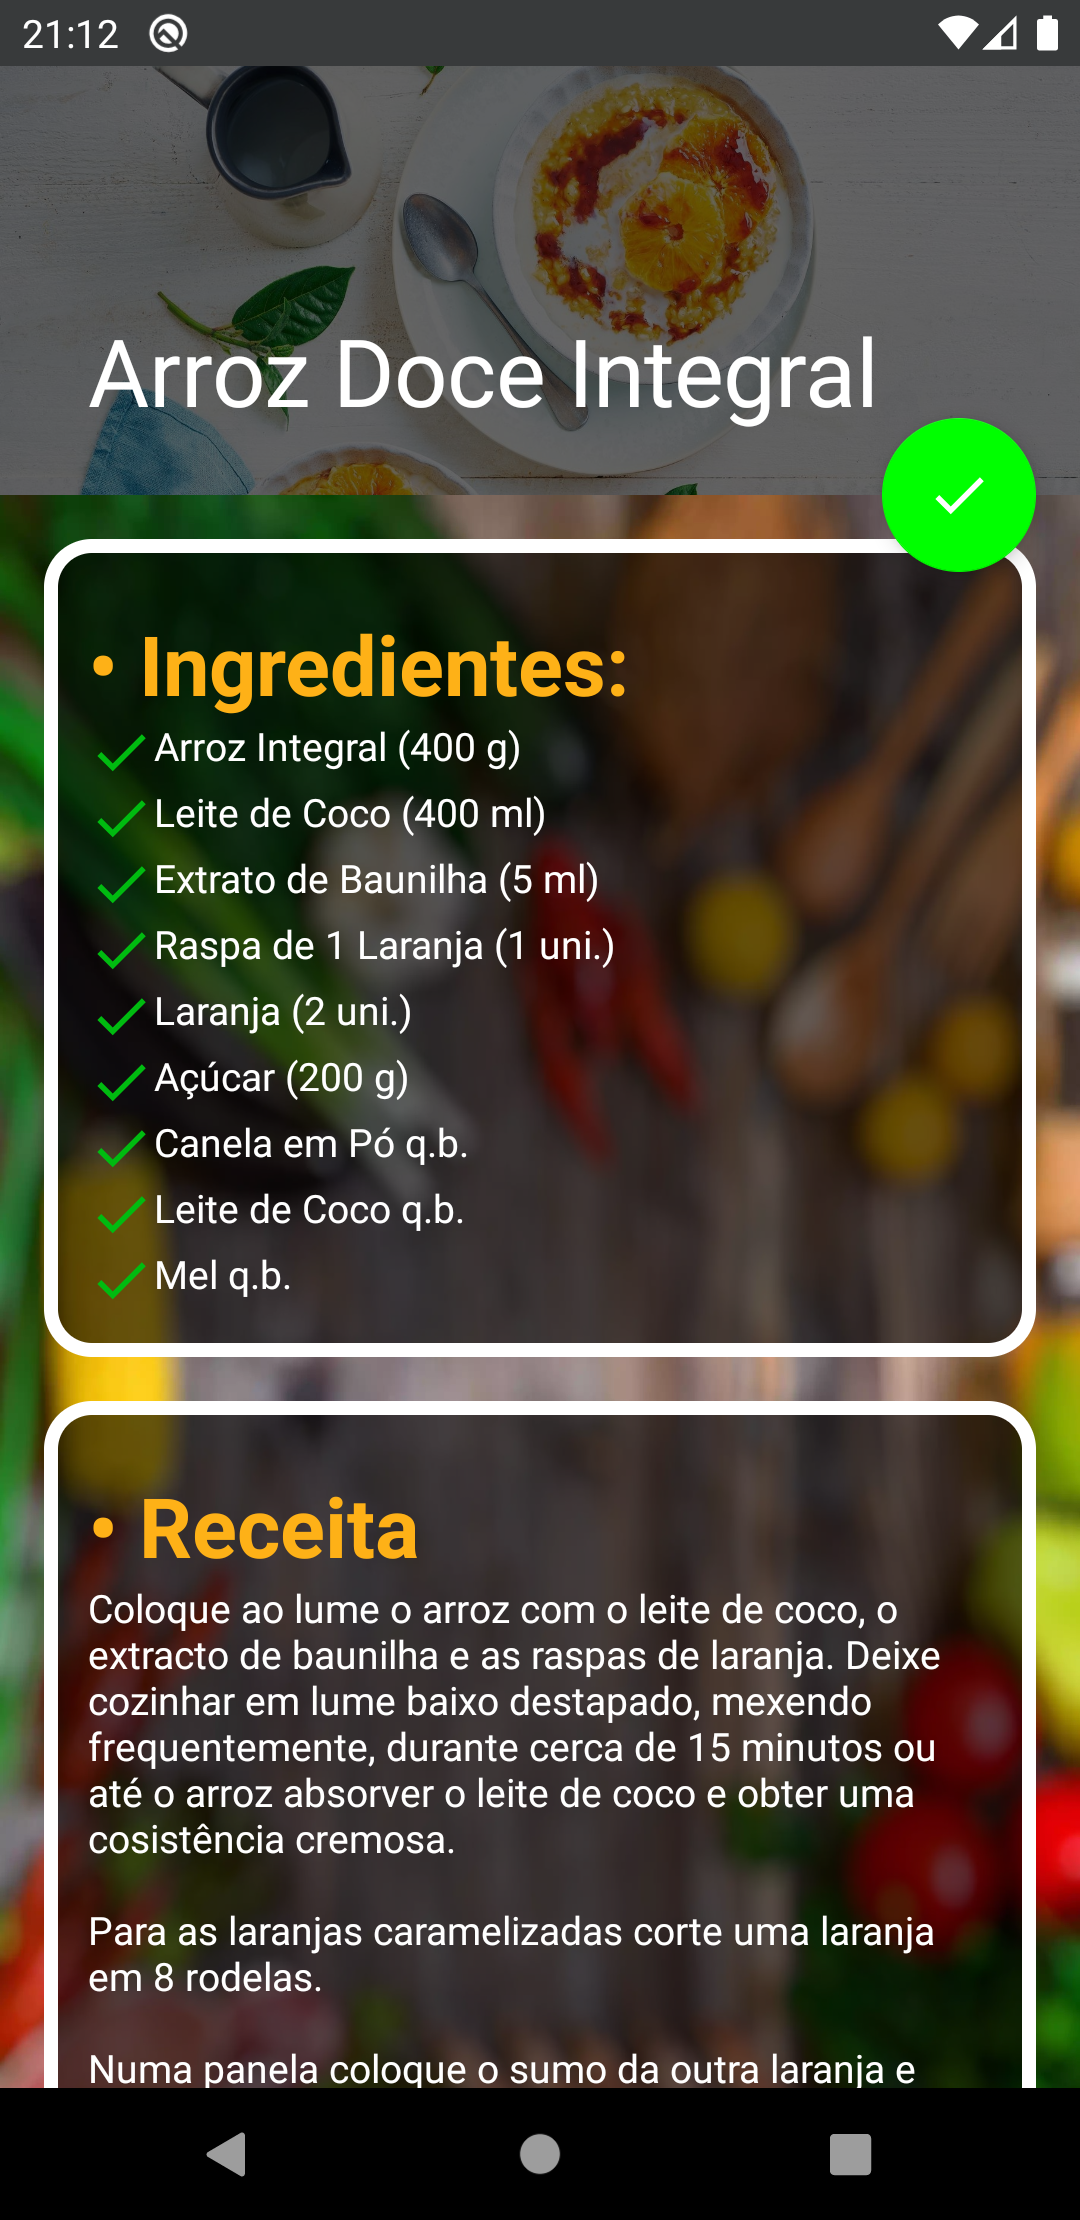 21:12
Arroz Doce Integral
• Ingredientes:
Arroz Integral (400 g)
Leite de Coco (400 ml)
Extrato de Baunilha (5 ml)
Raspa de 1 Laranja (1 uni.)
Laranja (2 uni.)
Açúcar (200 g)
Canela em Pó q.b.
Leite de Coco q.b.
Mel q.b.
• Receita
Coloque ao lume o arroz com o leite de coco, o
extracto de baunilha e as raspas de laranja. Deixe
cozinhar em lume baixo destapado, mexendo
frequentemente, durante cerca de 15 minutos ou
até o arroz absorver o leite de coco e obter uma
cosistência cremosa.
Para as laranjas caramelizadas corte uma laranja
em 8 rodelas.
Numa panela coloque o sumo da outra laranja e